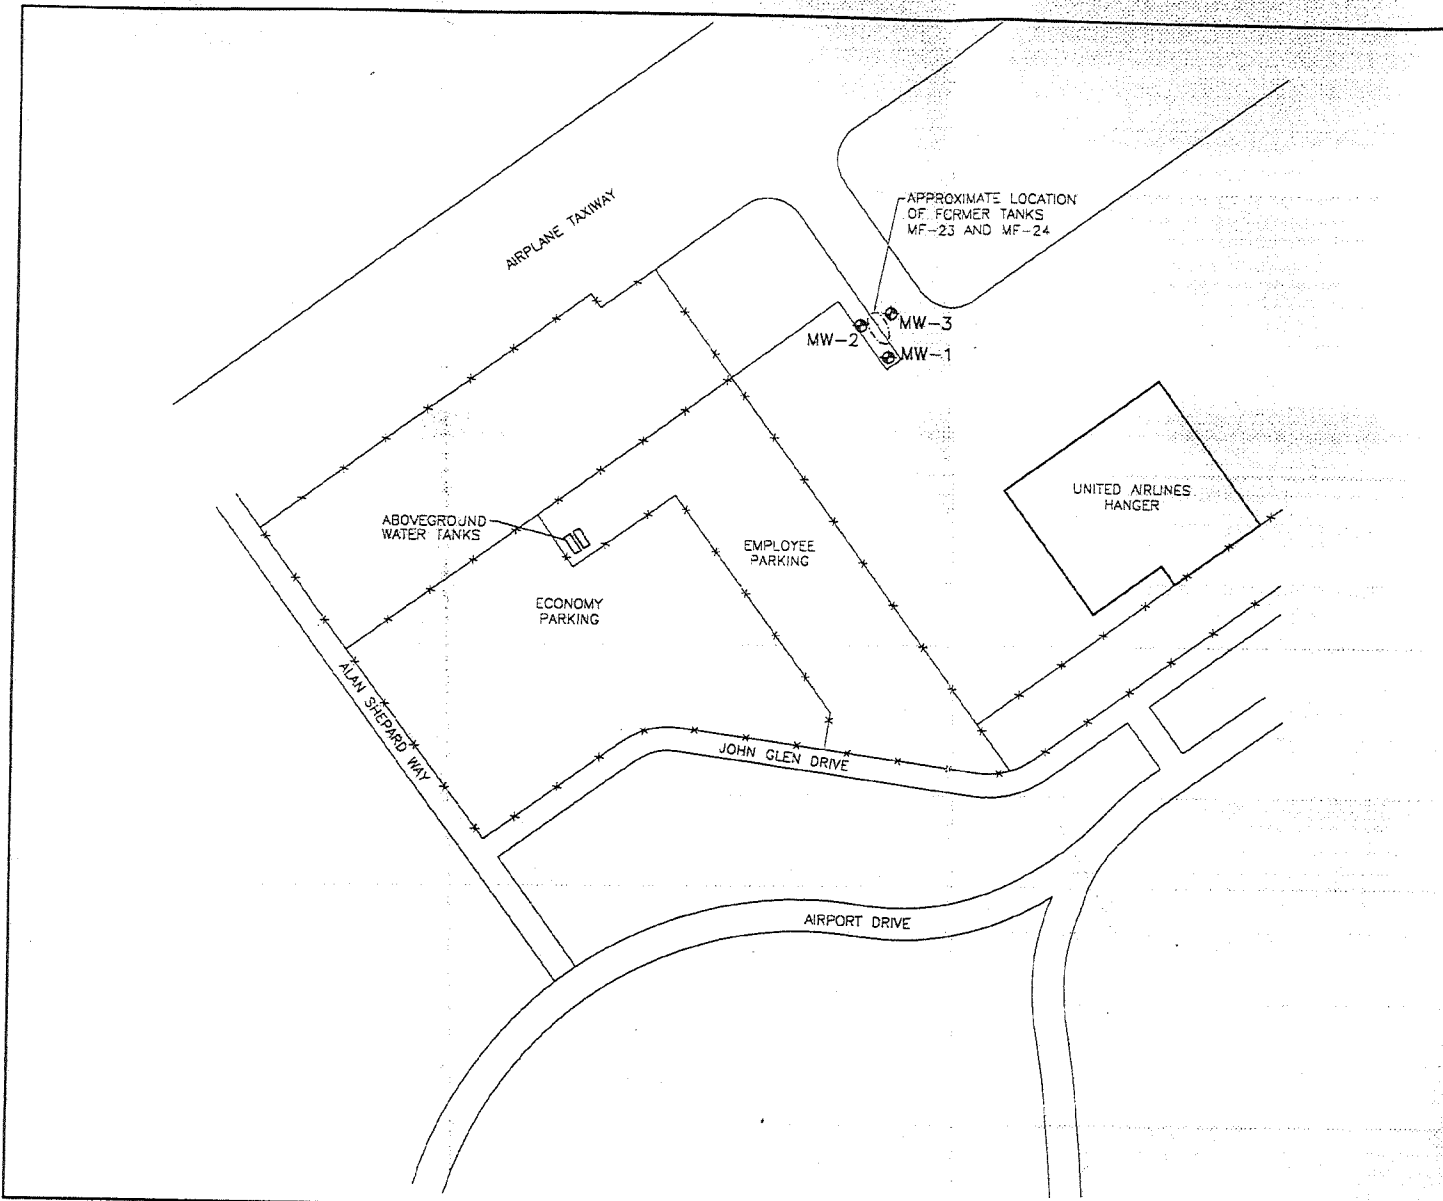 AIRPLANE TAXIWAY
APPROXIMATE LOCATION
OF FORMER TANKS
MF-23 AND MF-24
MW-3
MW-2
MW-1
UNITED AIRLINES
HANGER
ABOVEGROUND
WATER TANKS
EMPLOYEE
PARKING
ECONOMY
PARKING
ALAN SHEPARD WAY
JOHN GLEN DRIVE
AIRPORT DRIVE